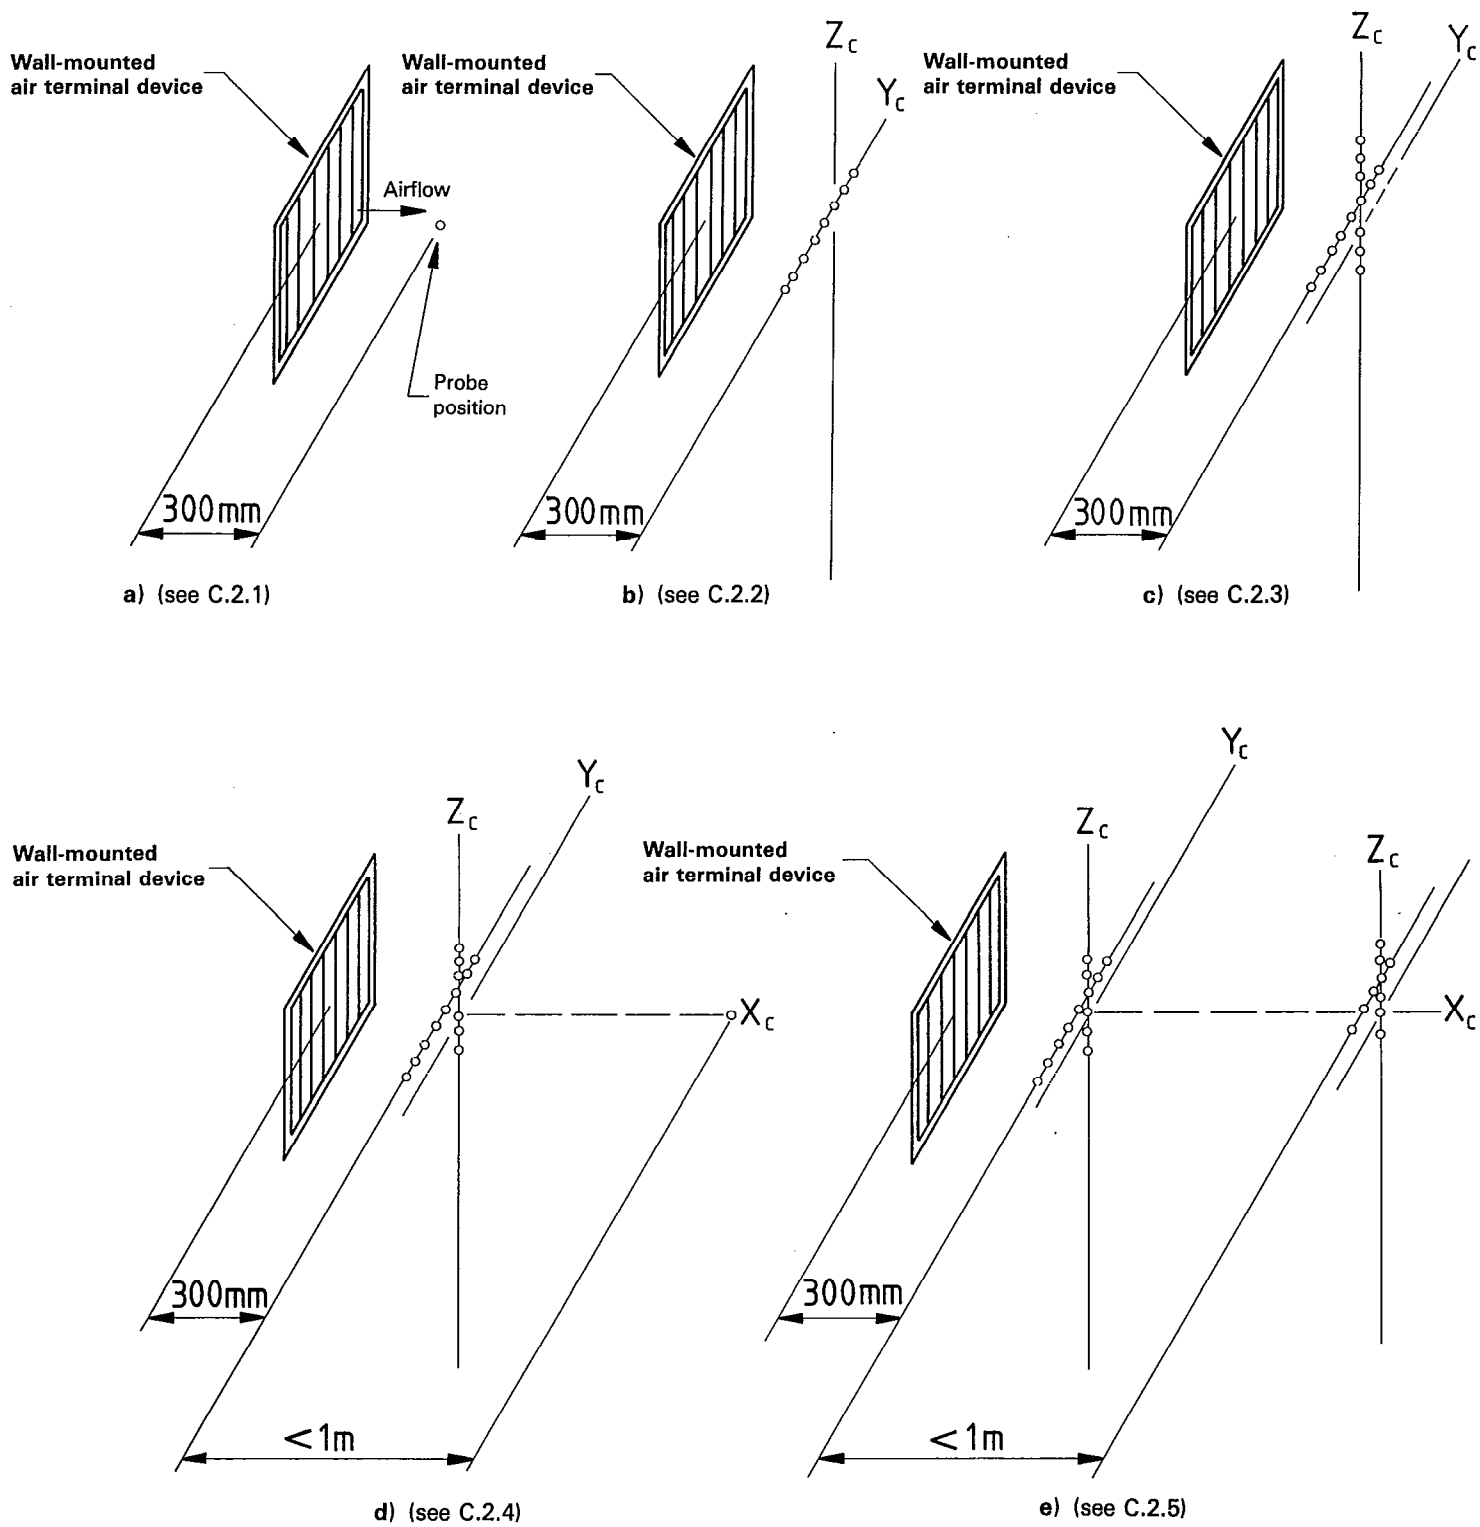 Wall-mounted
air terminal device
Airflow
Probe
position
300mm
a) (see C.2.1)
Wall-mounted
air terminal device
Zc
Yc
300mm
b) (see C.2.2)
Wall-mounted
air terminal device
Zc
Yc
300mm
c) (see C.2.3)
Wall-mounted
air terminal device
Zc
Yc
Xc
300mm
<1m
d) (see C.2.4)
Wall-mounted
air terminal device
Yc
Zc
Zc
Xc
300mm
<1m
e) (see C.2.5)